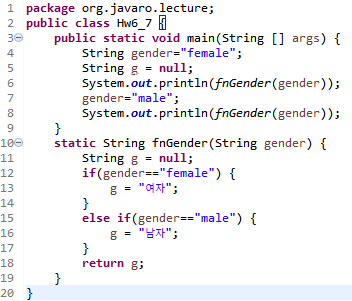 1 package org.javaro.lecture;
2 public class Hw6_7 {
3 public static void main(String [] args) {
4 String gender="female";
5 String g = null;
6 System.out.println(fnGender(gender));
7 gender="male";
8 System.out.println(fnGender(gender));
9 }
10 static String fnGender(String gender) {
11 String g = null;
12 if(gender=="female") {
13 g = "여자";
14 }
15 else if(gender=="male") {
16 g = "남자";
17 }
18 return g;
19 }
20 }